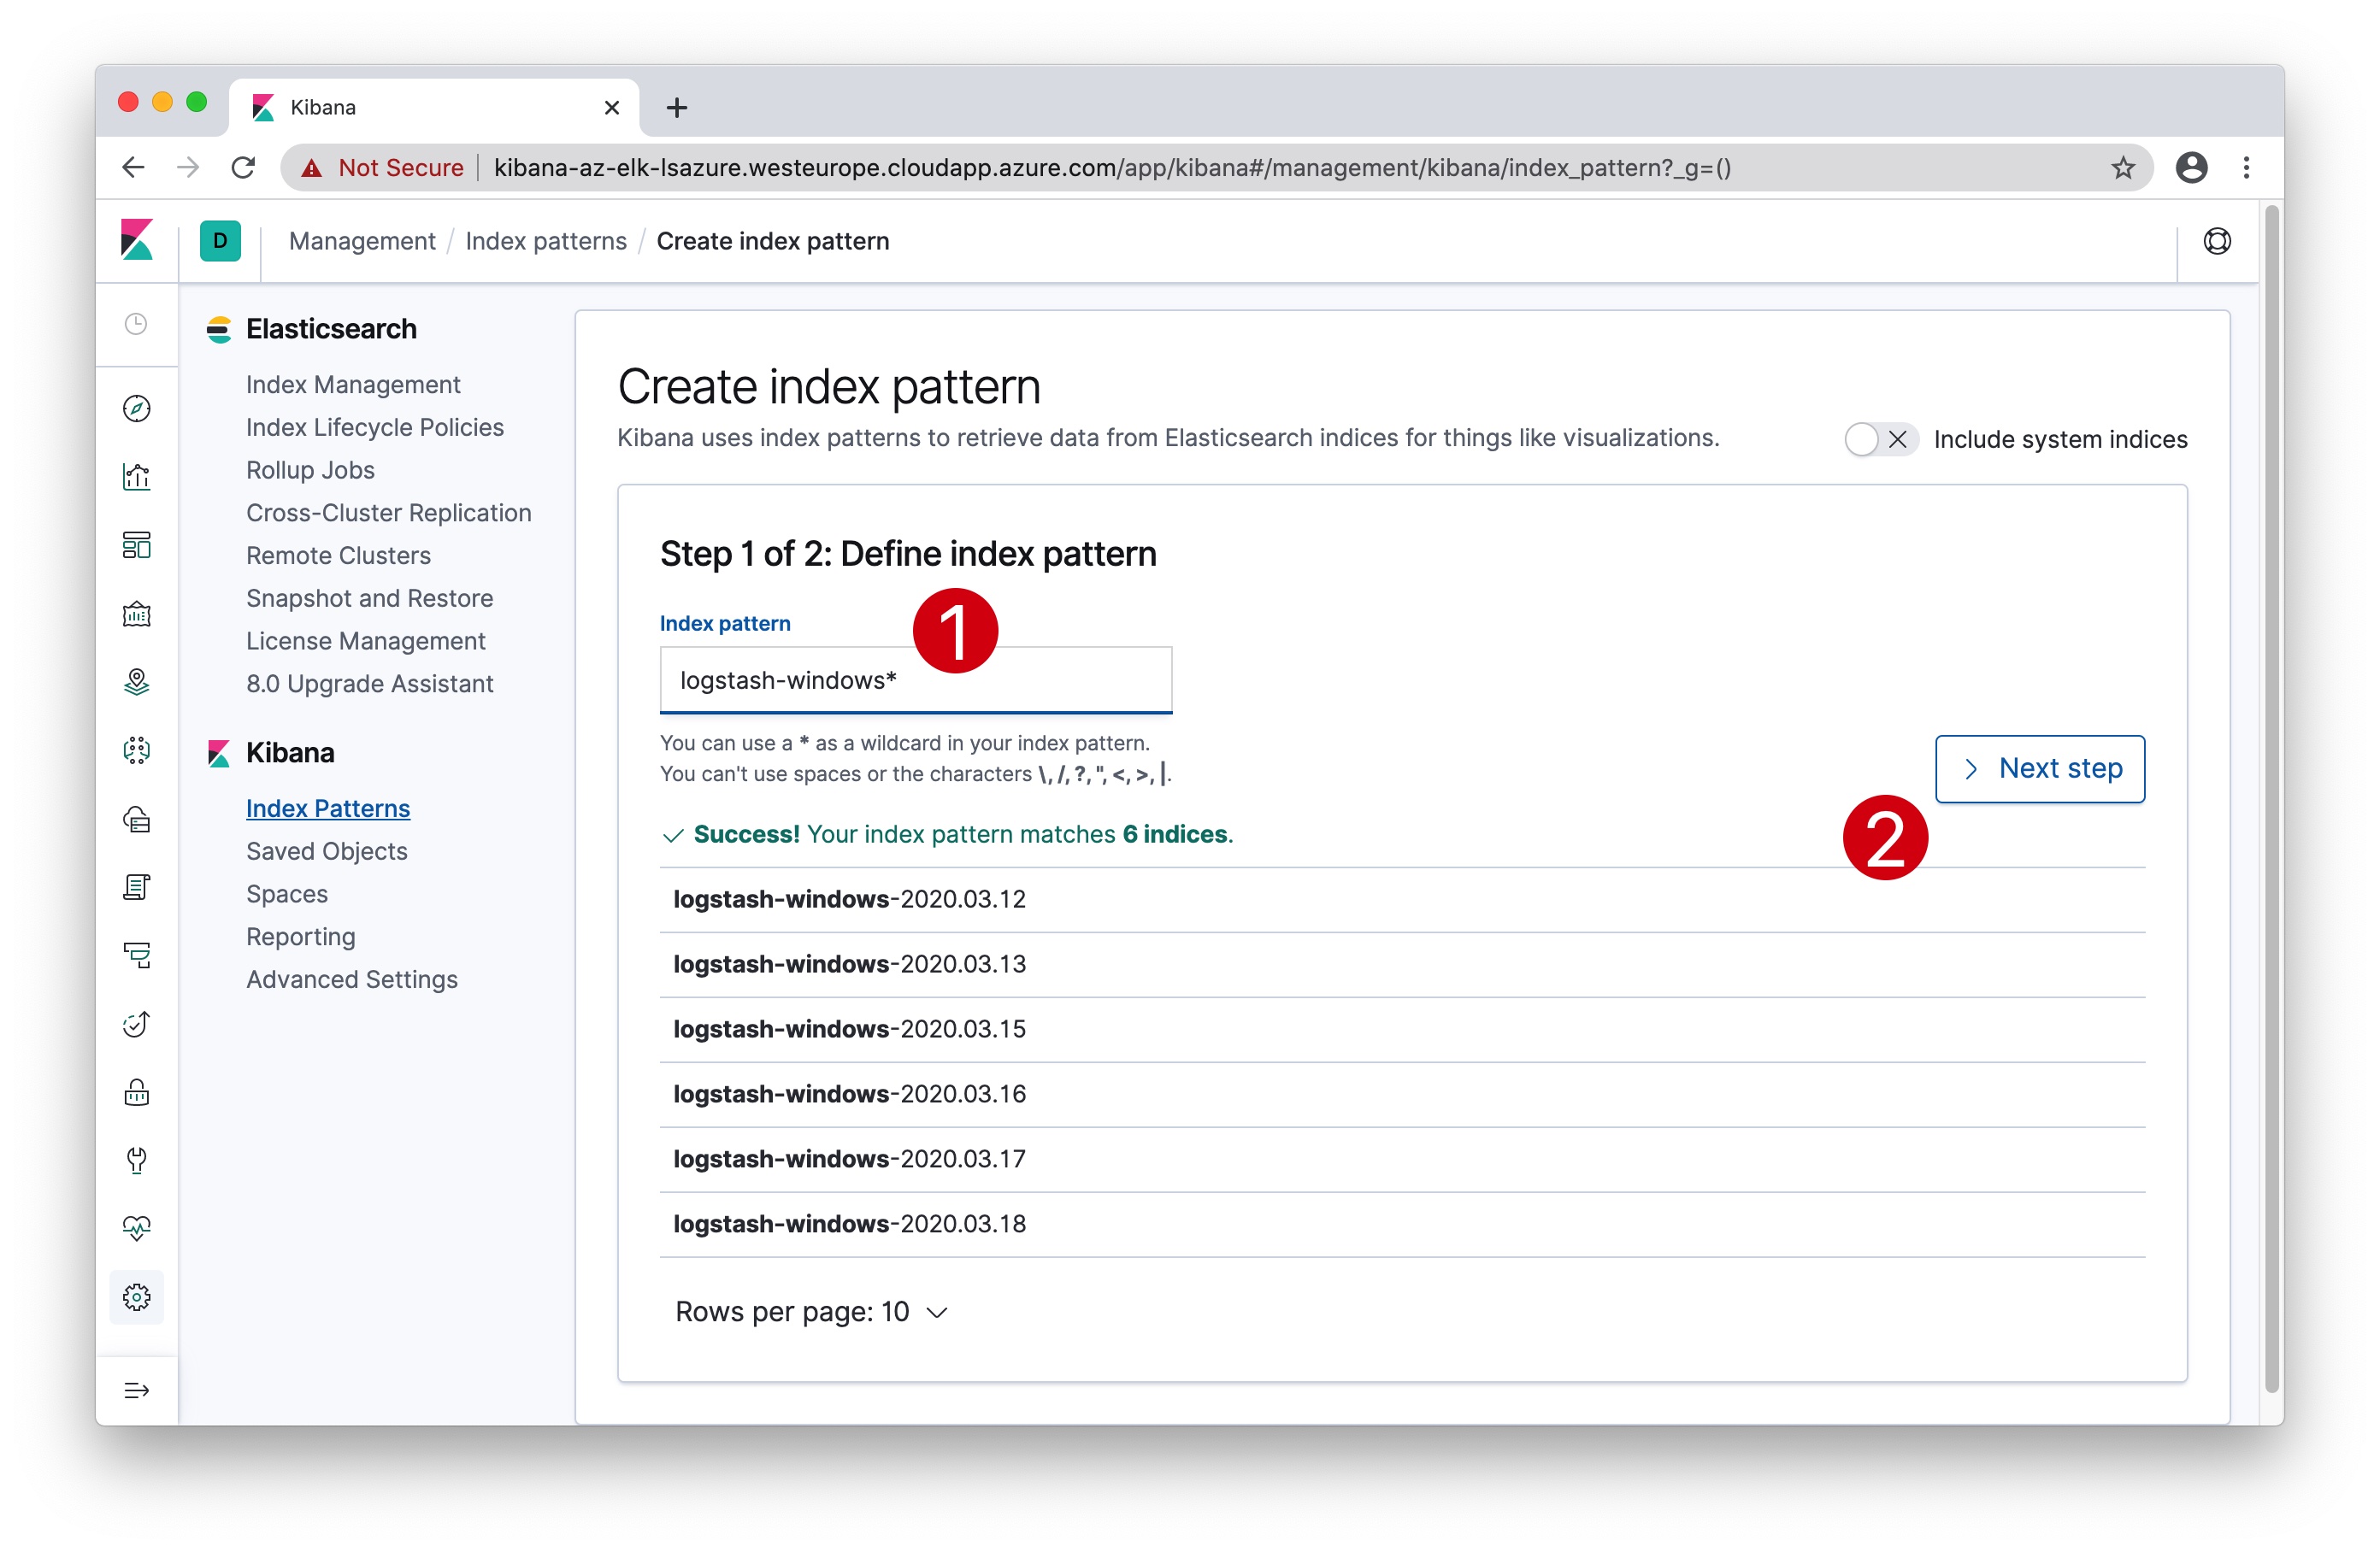 Kibana
Not Secure kibana-az-elk-lsazure.westeurope.cloudapp.azure.com/app/kibana#/management/kibana/index_pattern?_g=()
D Management / Index patterns / Create index pattern
Elasticsearch
Index Management
Index Lifecycle Policies
Rollup Jobs
Cross-Cluster Replication
Remote Clusters
Snapshot and Restore
License Management
8.0 Upgrade Assistant
Kibana
Index Patterns
Saved Objects
Spaces
Reporting
Advanced Settings
Create index pattern
Kibana uses index patterns to retrieve data from Elasticsearch indices for things like visualizations.
Include system indices
Step 1 of 2: Define index pattern
Index pattern
1
logstash-windows*
You can use a * as a wildcard in your index pattern.
You can't use spaces or the characters \, /, ?, ", <, >, |.
Next step
2
Success! Your index pattern matches 6 indices.
logstash-windows-2020.03.12
logstash-windows-2020.03.13
logstash-windows-2020.03.15
logstash-windows-2020.03.16
logstash-windows-2020.03.17
logstash-windows-2020.03.18
Rows per page: 10